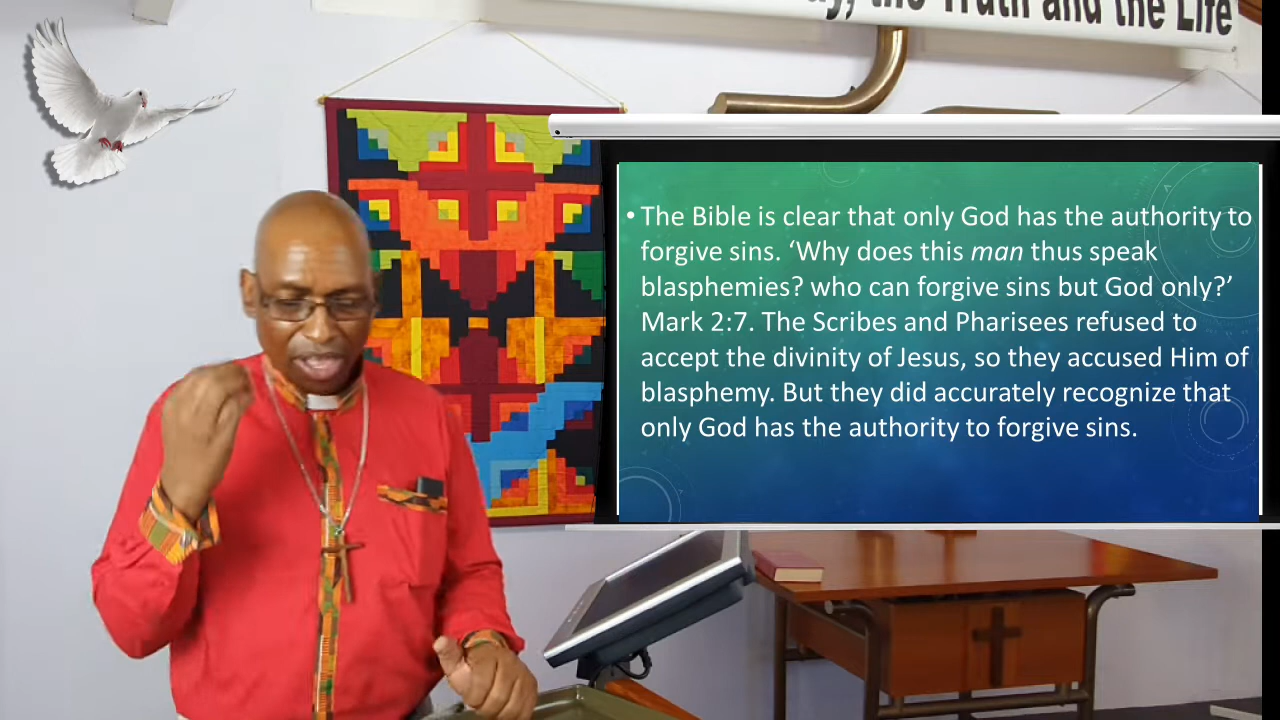 the Truth and the Life
• The Bible is clear that only God has the authority to
forgive sins. ‘Why does this man thus speak
blasphemies? who can forgive sins but God only?’
Mark 2:7. The Scribes and Pharisees refused to
accept the divinity of Jesus, so they accused Him of
blasphemy. But they did accurately recognize that
only God has the authority to forgive sins.